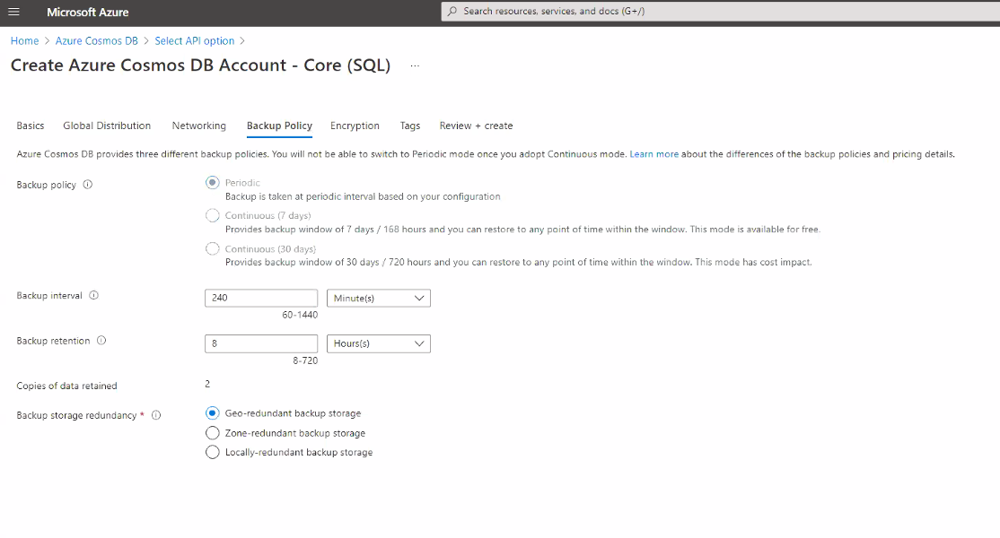 Microsoft Azure
Search resources, services, and docs (G+/)
Home > Azure Cosmos DB > Select API option >
Create Azure Cosmos DB Account - Core (SQL) ...
Basics Global Distribution Networking Backup Policy Encryption Tags Review + create
Azure Cosmos DB provides three different backup policies. You will not be able to switch to Periodic mode once you adopt Continuous mode. Learn more about the differences of the backup policies and pricing details.
Backup policy
Periodic
Backup is taken at periodic interval based on your configuration
Continuous (7 days)
Provides backup window of 7 days / 168 hours and you can restore to any point of time within the window. This mode is available for free.
Continuous (30 days)
Provides backup window of 30 days / 720 hours and you can restore to any point of time within the window. This mode has cost impact.
Backup interval 240 Minute(s)
60-1440
Backup retention 8 Hours(s)
8-720
Copies of data retained 2
Backup storage redundancy * Geo-redundant backup storage
Zone-redundant backup storage
Locally-redundant backup storage